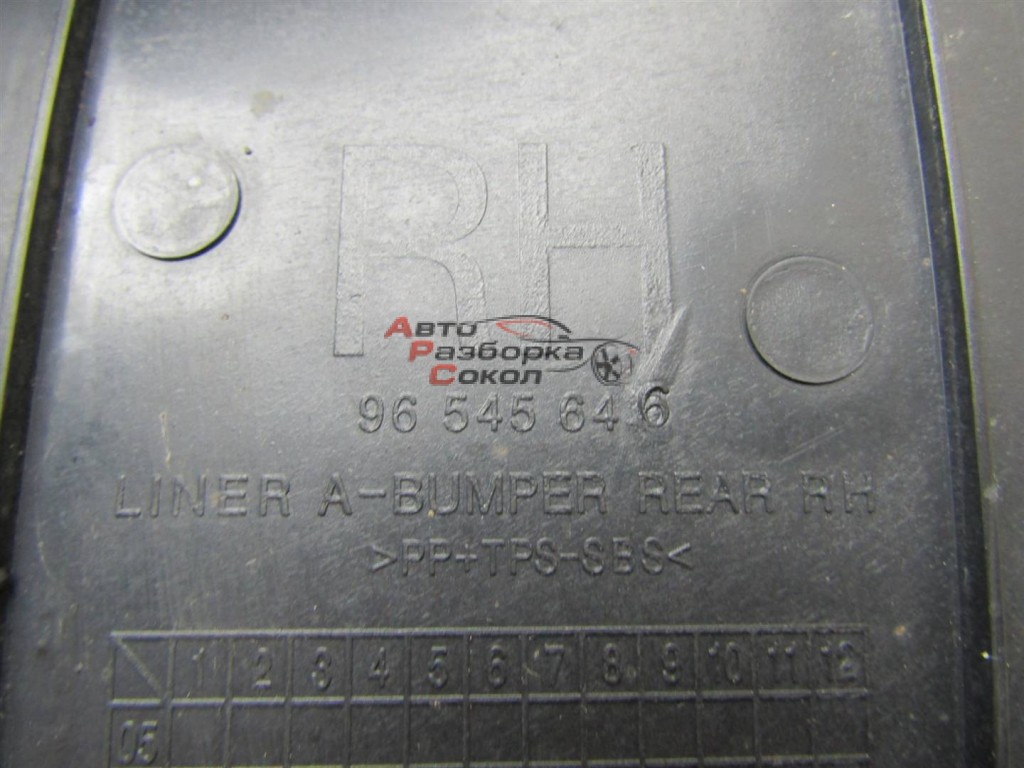 RH
Авто
Разборка
Сокол
96 545 646
LINER A-BUMPER REAR RH
>PP+TPS-SBS<
1 2 3 4 5 6 7 8 9 10 11 12
05